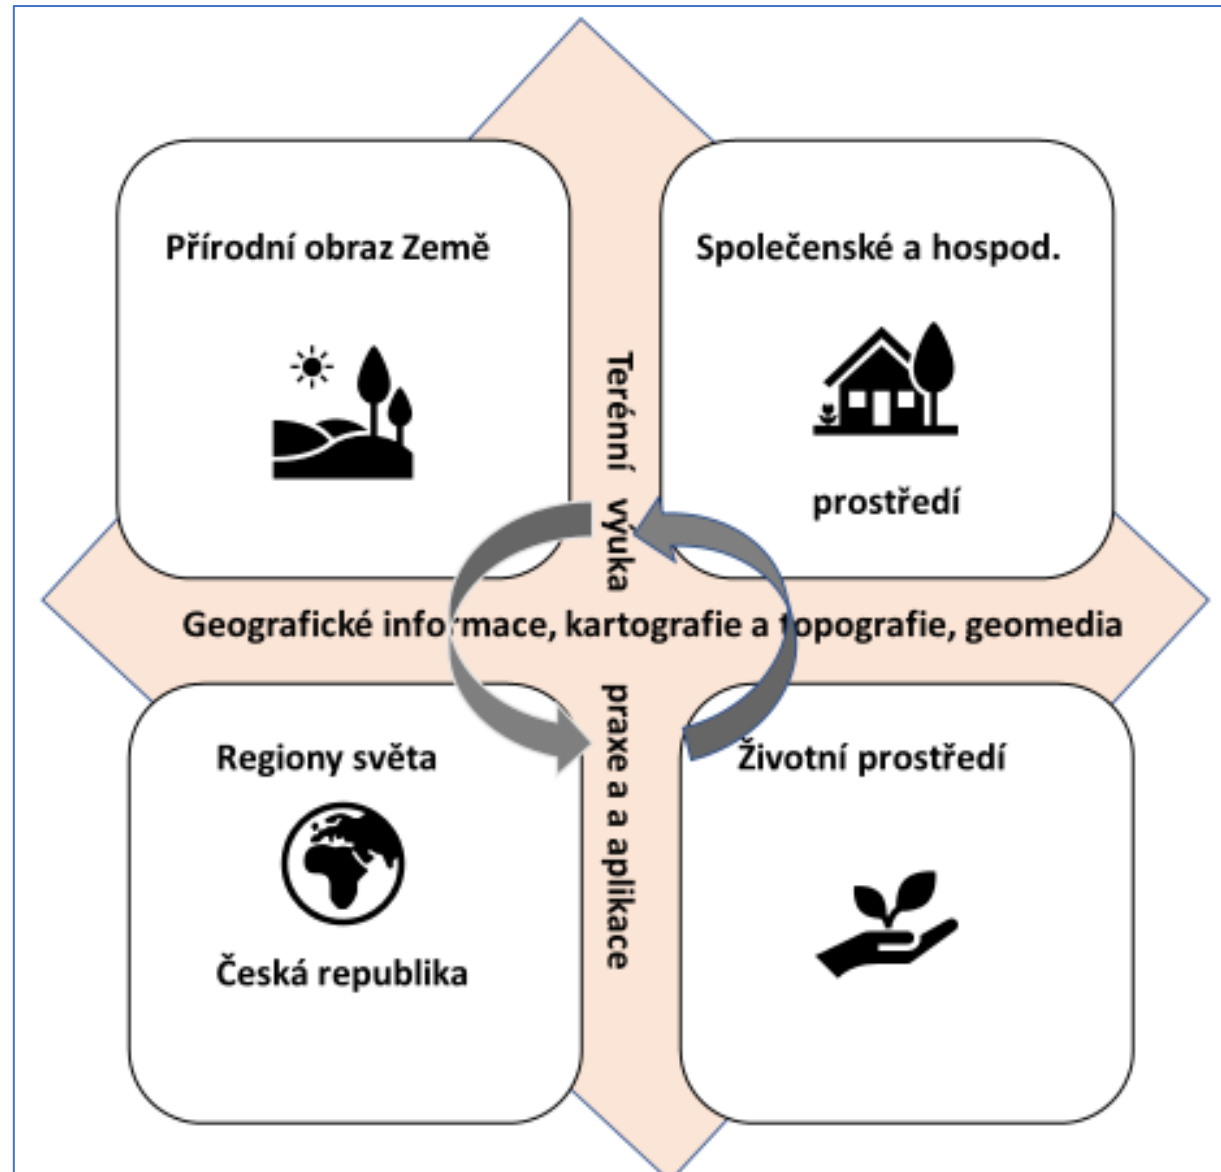 Přírodní obraz Země
Společenské a hospod.
prostředí
Terénní výuka praxe a a aplikace
Geografické informace, kartografie a topografie, geomedia
Regiony světa
Česká republika
Životní prostředí